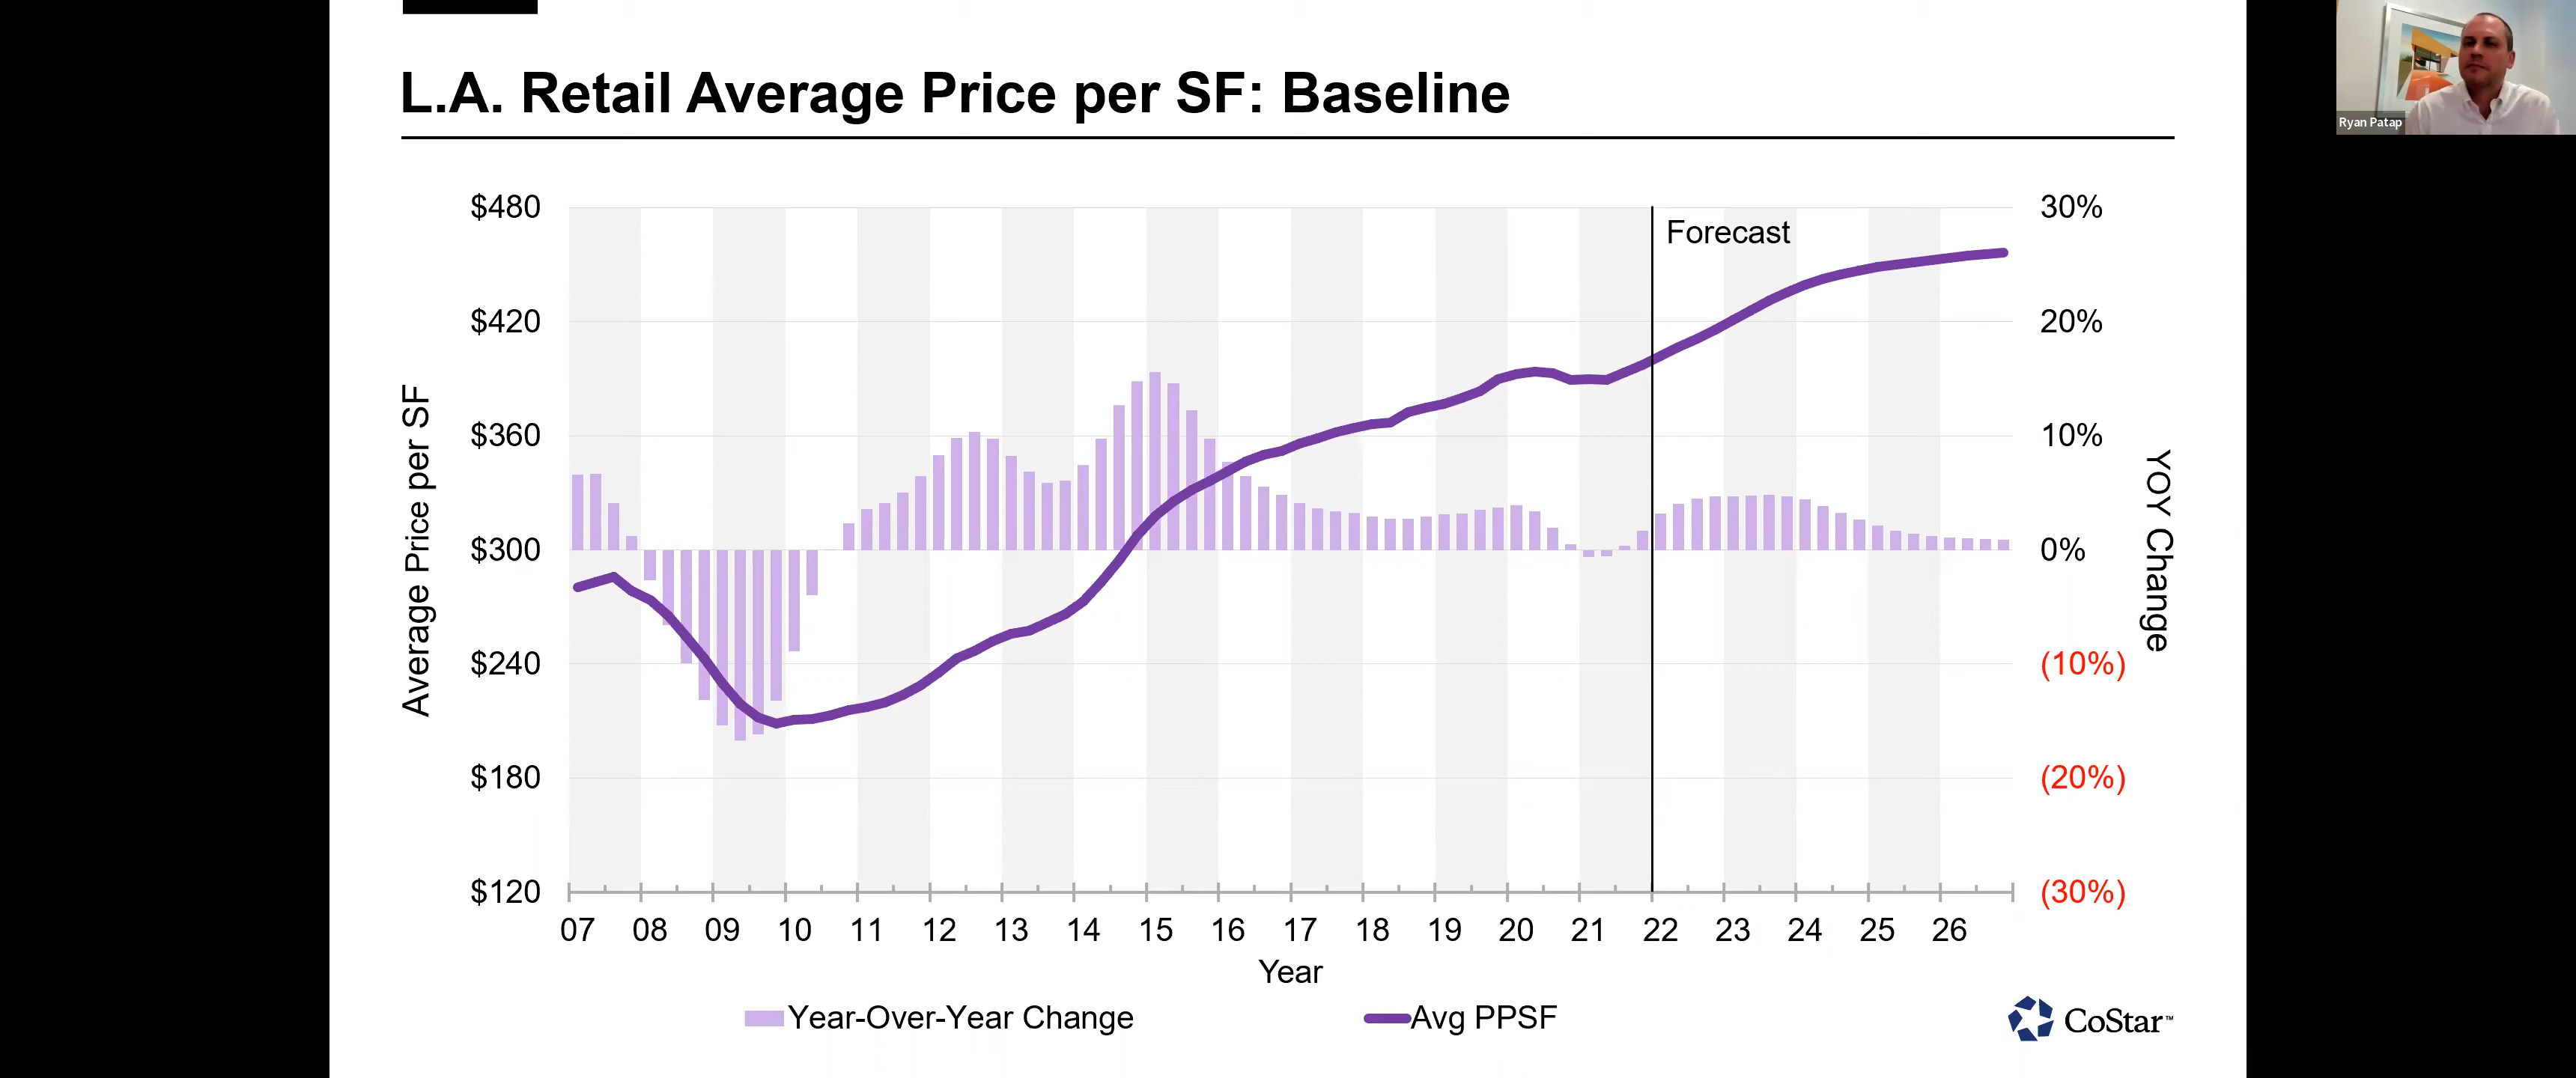 L.A. Retail Average Price per SF: Baseline
Ryan Patap
$480
$420
$360
$300
$240
$180
$120
Average Price per SF
Forecast
30%
20%
10%
0%
(10%)
(20%)
(30%)
YOY Change
07 08 09 10 11 12 13 14 15 16 17 18 19 20 21 22 23 24 25 26
Year
Year-Over-Year Change
Avg PPSF
CoStar™